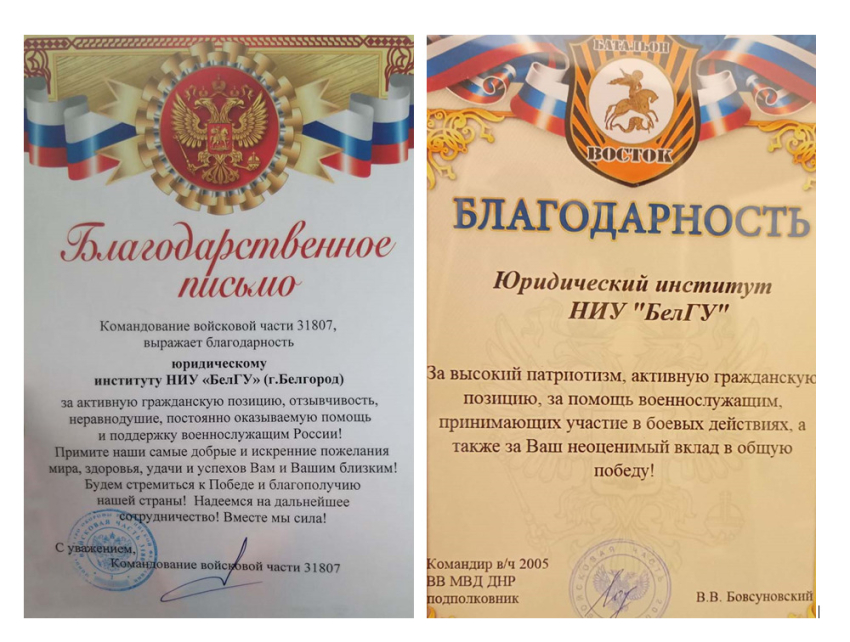 Благодарственное
письмо
Командование войсковой части 31807,
выражает благодарность
юридическому
институту НИУ «БелГУ» (г.Белгород)
за активную гражданскую позицию, отзывчивость,
неравнодушие, постоянно оказываемую помощь
и поддержку военнослужащим России!
Примите наши самые добрые и искренние пожелания
мира, здоровья, удачи и успехов Вам и Вашим близким!
Будем стремиться к Победе и благополучию
нашей страны! Надеемся на дальнейшее
сотрудничество! Вместе мы сила!
С уважением,
Командование войсковой части 31807
БАТАЛЬОН
ВОСТОК
БЛАГОДАРНОСТЬ
Юридический институт
НИУ "БелГУ"
За высокий патриотизм, активную гражданскую
позицию, за помощь военнослужащим,
принимающих участие в боевых действиях, а
также за Ваш неоценимый вклад в общую
победу!
Командир в/ч 2005
ВВ МВД ДНР
подполковник
В.В. Бовсуновский